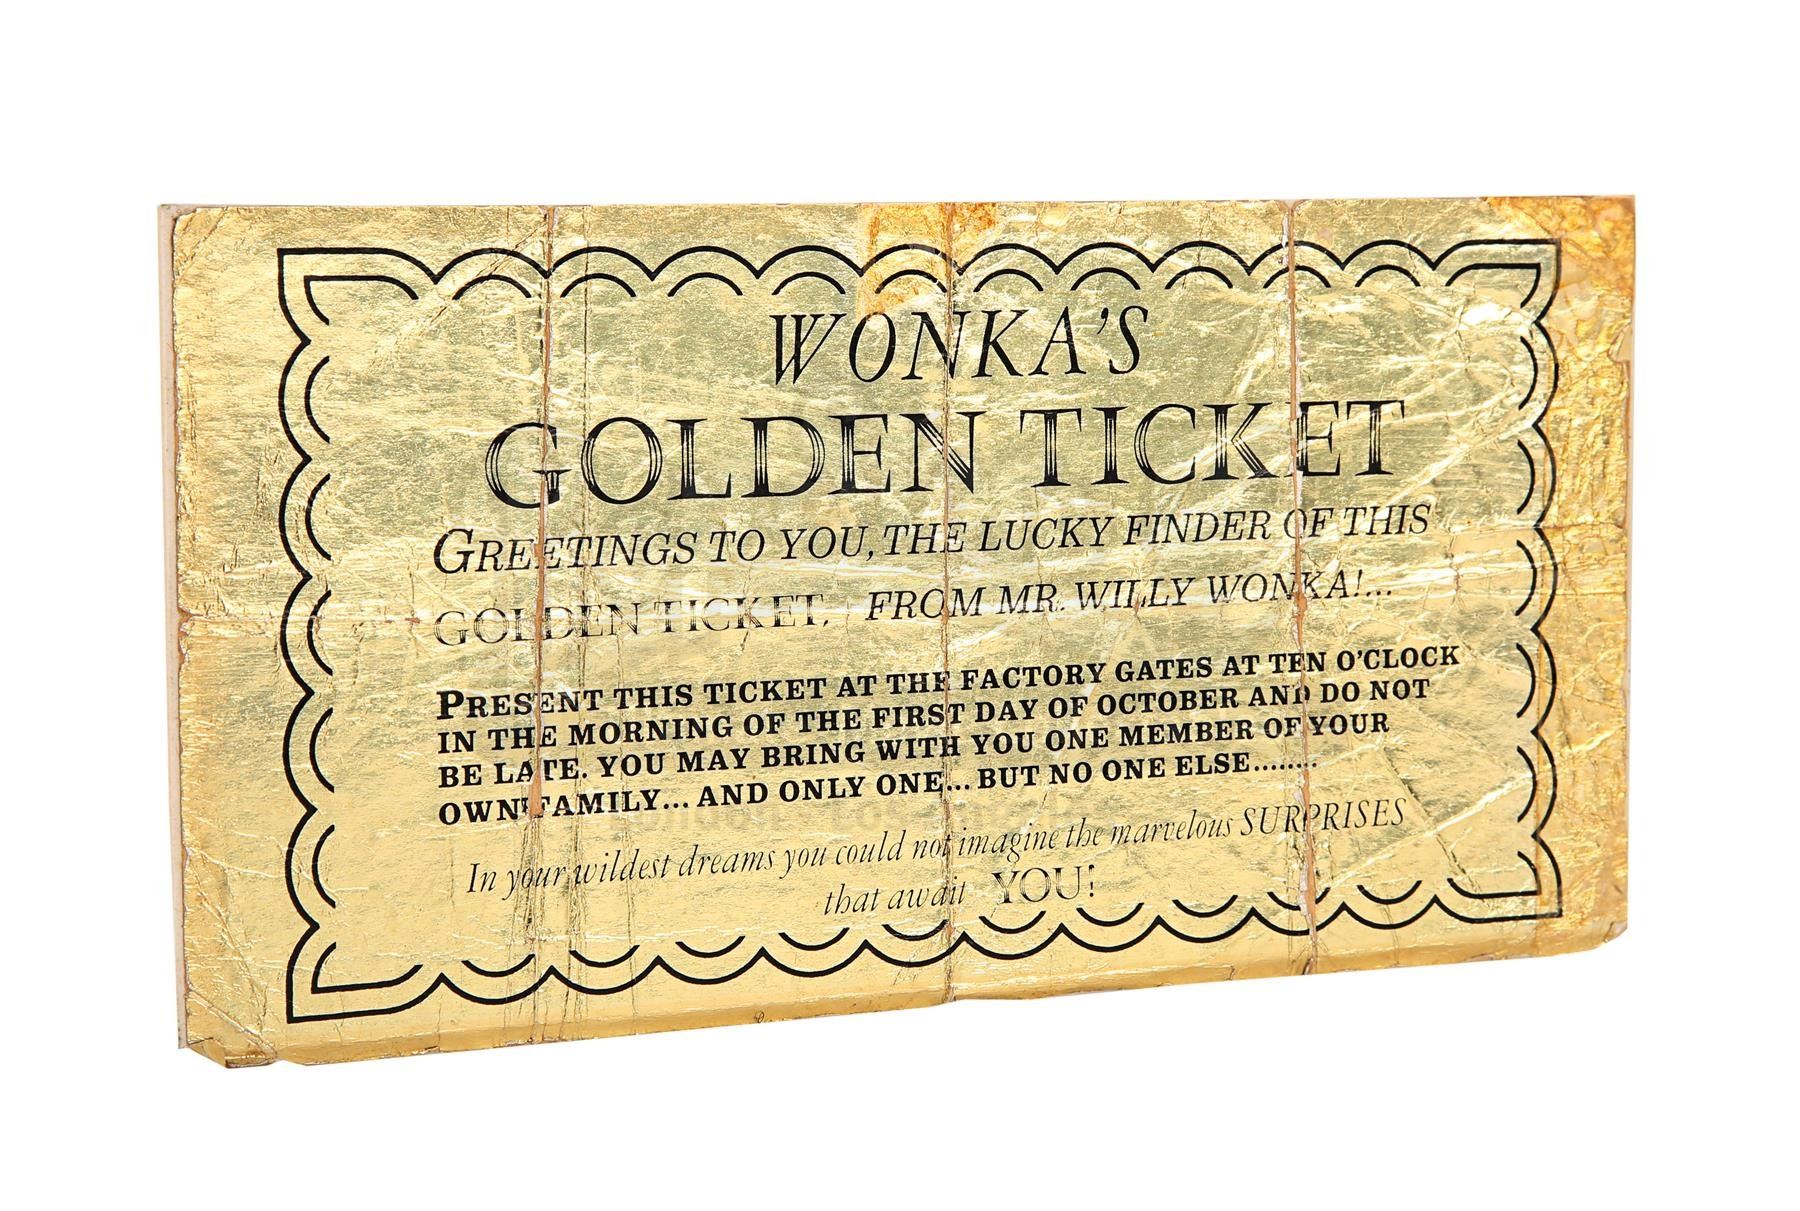 WONKA'S
GOLDEN TICKET
GREETINGS TO YOU, THE LUCKY FINDER OF THIS
GOLDEN TICKET, FROM MR. WILLY WONKA!...
PRESENT THIS TICKET AT THE FACTORY GATES AT TEN O'CLOCK
IN THE MORNING OF THE FIRST DAY OF OCTOBER AND DO NOT
BE LATE. YOU MAY BRING WITH YOU ONE MEMBER OF YOUR
OWN FAMILY... AND ONLY ONE... BUT NO ONE ELSE........
In your wildest dreams you could not imagine the marvelous SURPRISES
that await YOU!